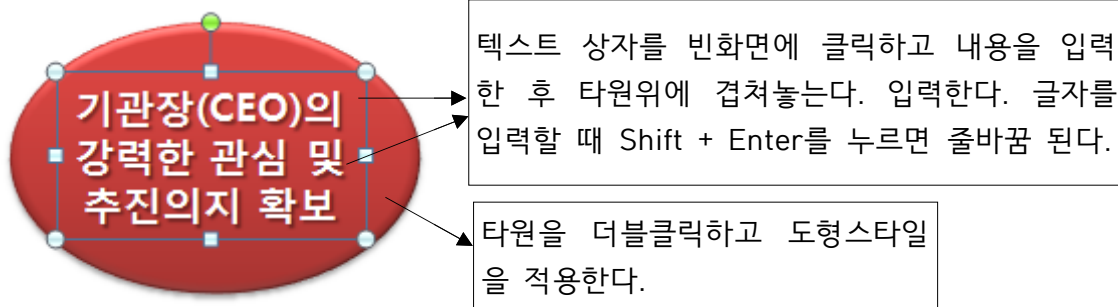 기관장(CEO)의
강력한 관심 및
추진의지 확보
텍스트 상자를 빈화면에 클릭하고 내용을 입력
한 후 타원위에 겹쳐놓는다. 입력한다. 글자를
입력할 때 Shift + Enter를 누르면 줄바꿈 된다.
타원을 더블클릭하고 도형스타일
을 적용한다.